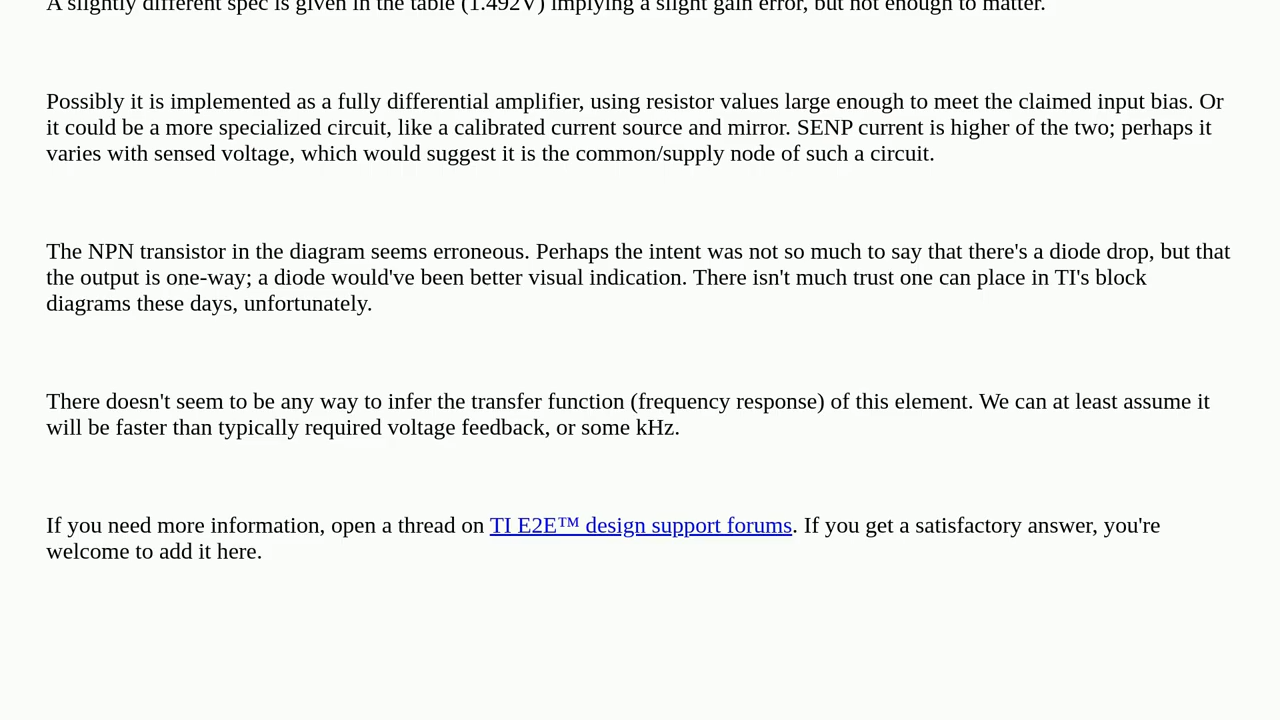 A slightly different spec is given in the table (1.492V) implying a slight gain error, but not enough to matter.
Possibly it is implemented as a fully differential amplifier, using resistor values large enough to meet the claimed input bias. Or
it could be a more specialized circuit, like a calibrated current source and mirror. SENP current is higher of the two; perhaps it
varies with sensed voltage, which would suggest it is the common/supply node of such a circuit.
The NPN transistor in the diagram seems erroneous. Perhaps the intent was not so much to say that there's a diode drop, but that
the output is one-way; a diode would've been better visual indication. There isn't much trust one can place in TI's block
diagrams these days, unfortunately.
There doesn't seem to be any way to infer the transfer function (frequency response) of this element. We can at least assume it
will be faster than typically required voltage feedback, or some kHz.
If you need more information, open a thread on TI E2E™ design support forums. If you get a satisfactory answer, you're
welcome to add it here.